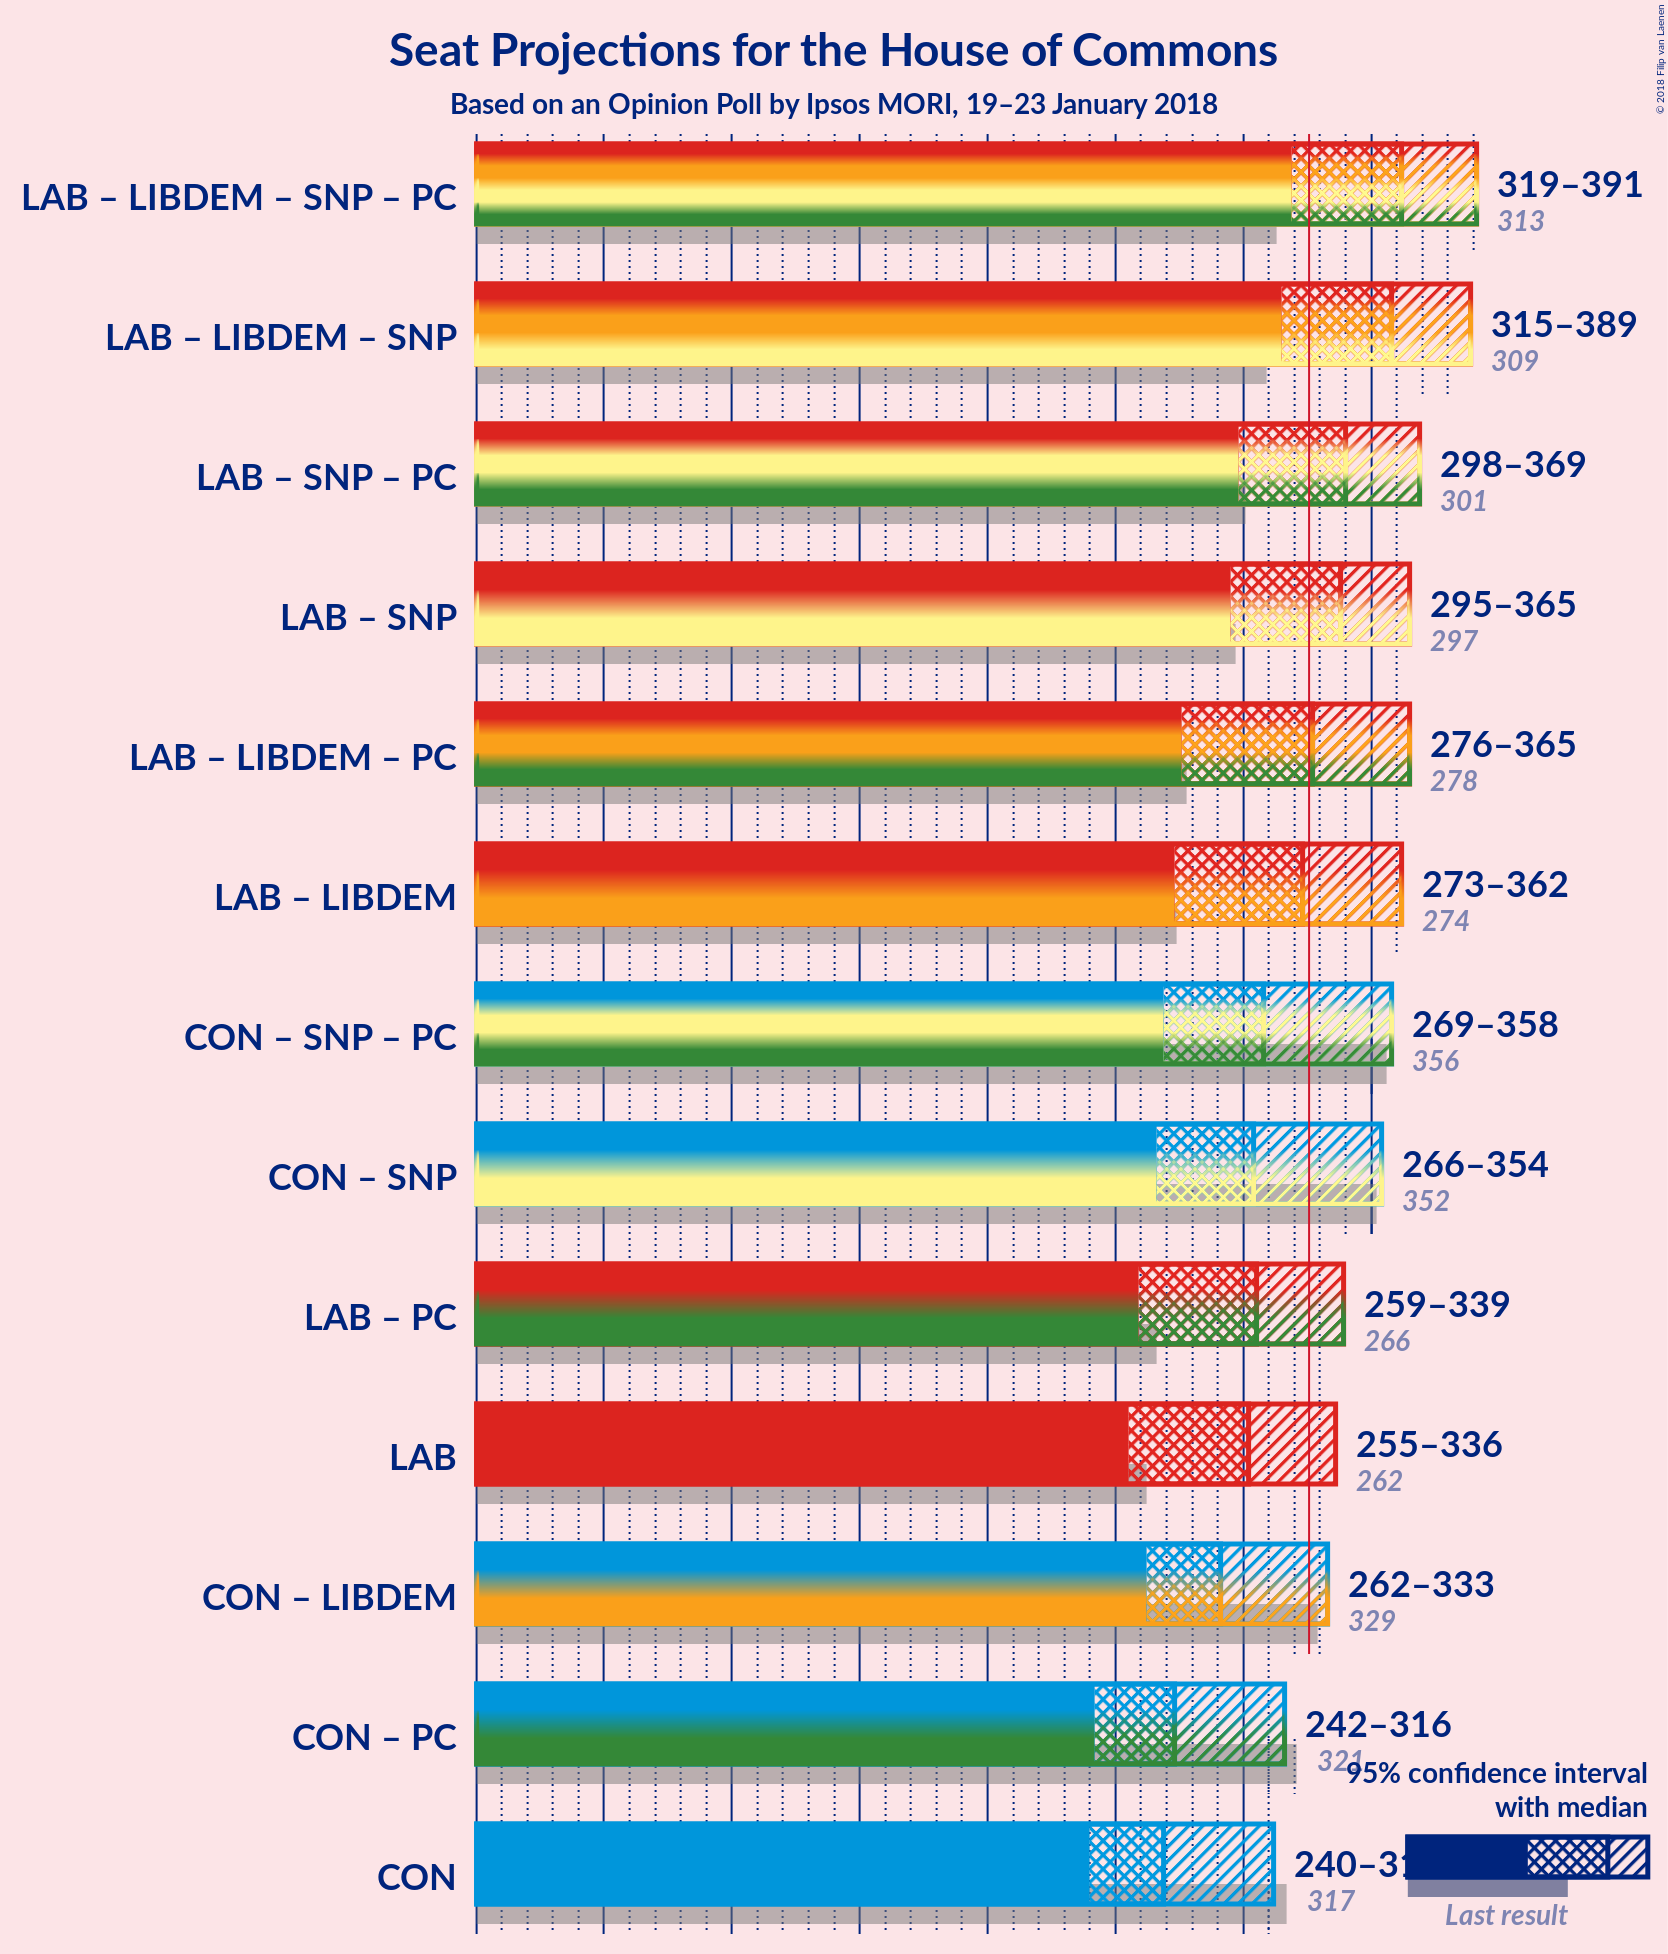 Seat Projections for the House of Commons
Based on an Opinion Poll by Ipsos MORI, 19–23 January 2018
© 2018 Filip van Laenen
LAB – LIBDEM – SNP – PC
319–391
313
LAB – LIBDEM – SNP
315–389
309
LAB – SNP – PC
298–369
301
LAB – SNP
295–365
297
LAB – LIBDEM – PC
276–365
278
LAB – LIBDEM
273–362
274
CON – SNP – PC
269–358
356
CON – SNP
266–354
352
LAB – PC
259–339
266
LAB
255–336
262
CON – LIBDEM
262–333
329
CON – PC
242–316
321
95% confidence interval
with median
CON
240–31
317
Last result